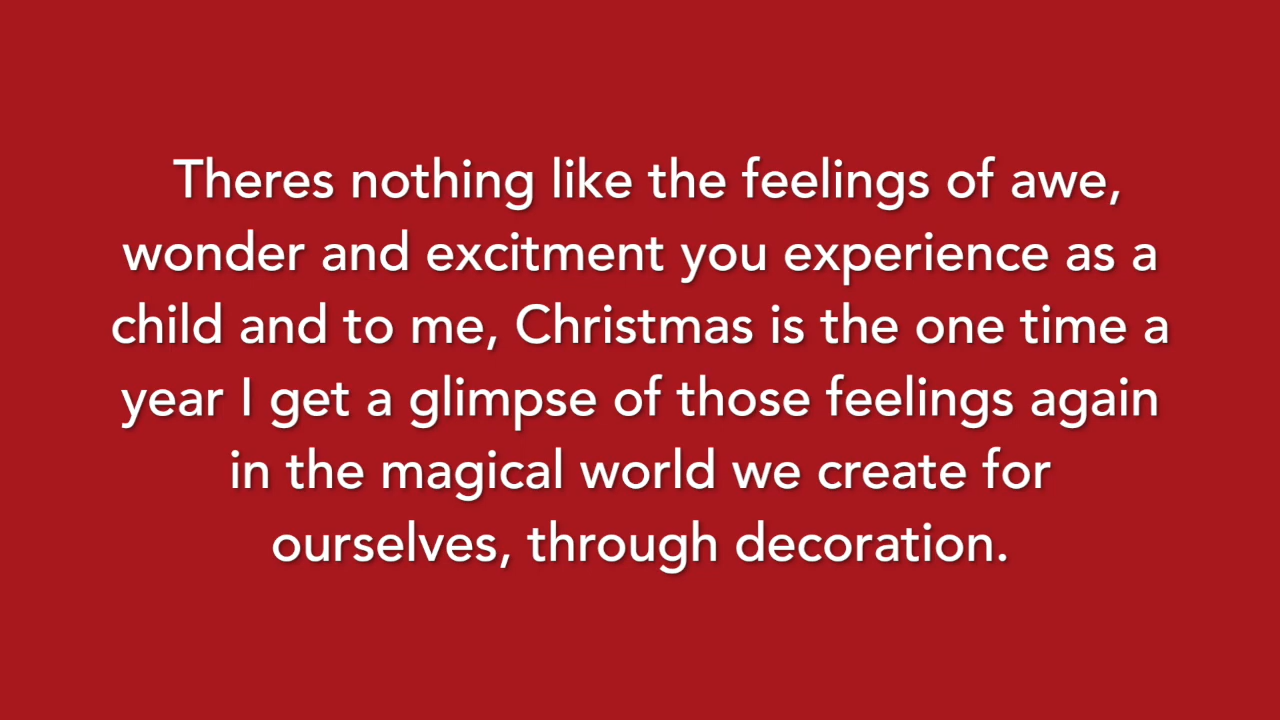 Theres nothing like the feelings of awe,
wonder and excitment you experience as a
child and to me, Christmas is the one time a
year I get a glimpse of those feelings again
in the magical world we create for
ourselves, through decoration.